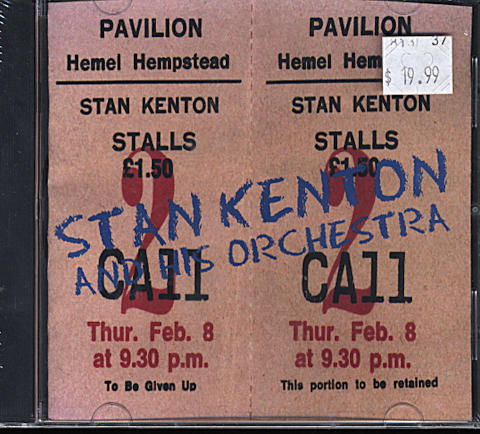 PAVILION
Hemel Hempstead
STAN KENTON
STALLS
£1.50
2
CAll
Thur. Feb. 8
at 9.30 p.m.
To Be Given Up
PAVILION
Hemel Hem
$ 19.99
STAN KENTON
STALLS
£1.50
2
CAll
Thur. Feb. 8
at 9.30 p.m.
This portion to be retained
STAN KENTON
AND HIS ORCHESTRA